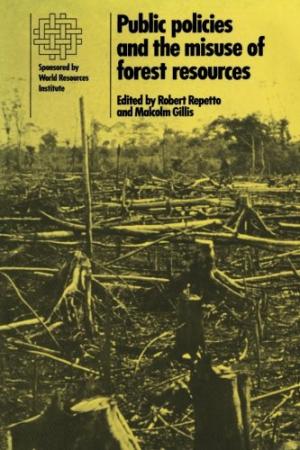 Public policies
and the misuse of
forest resources
Sponsored by
World Resources
Institute
Edited by Robert Repetto
and Malcolm Gillis